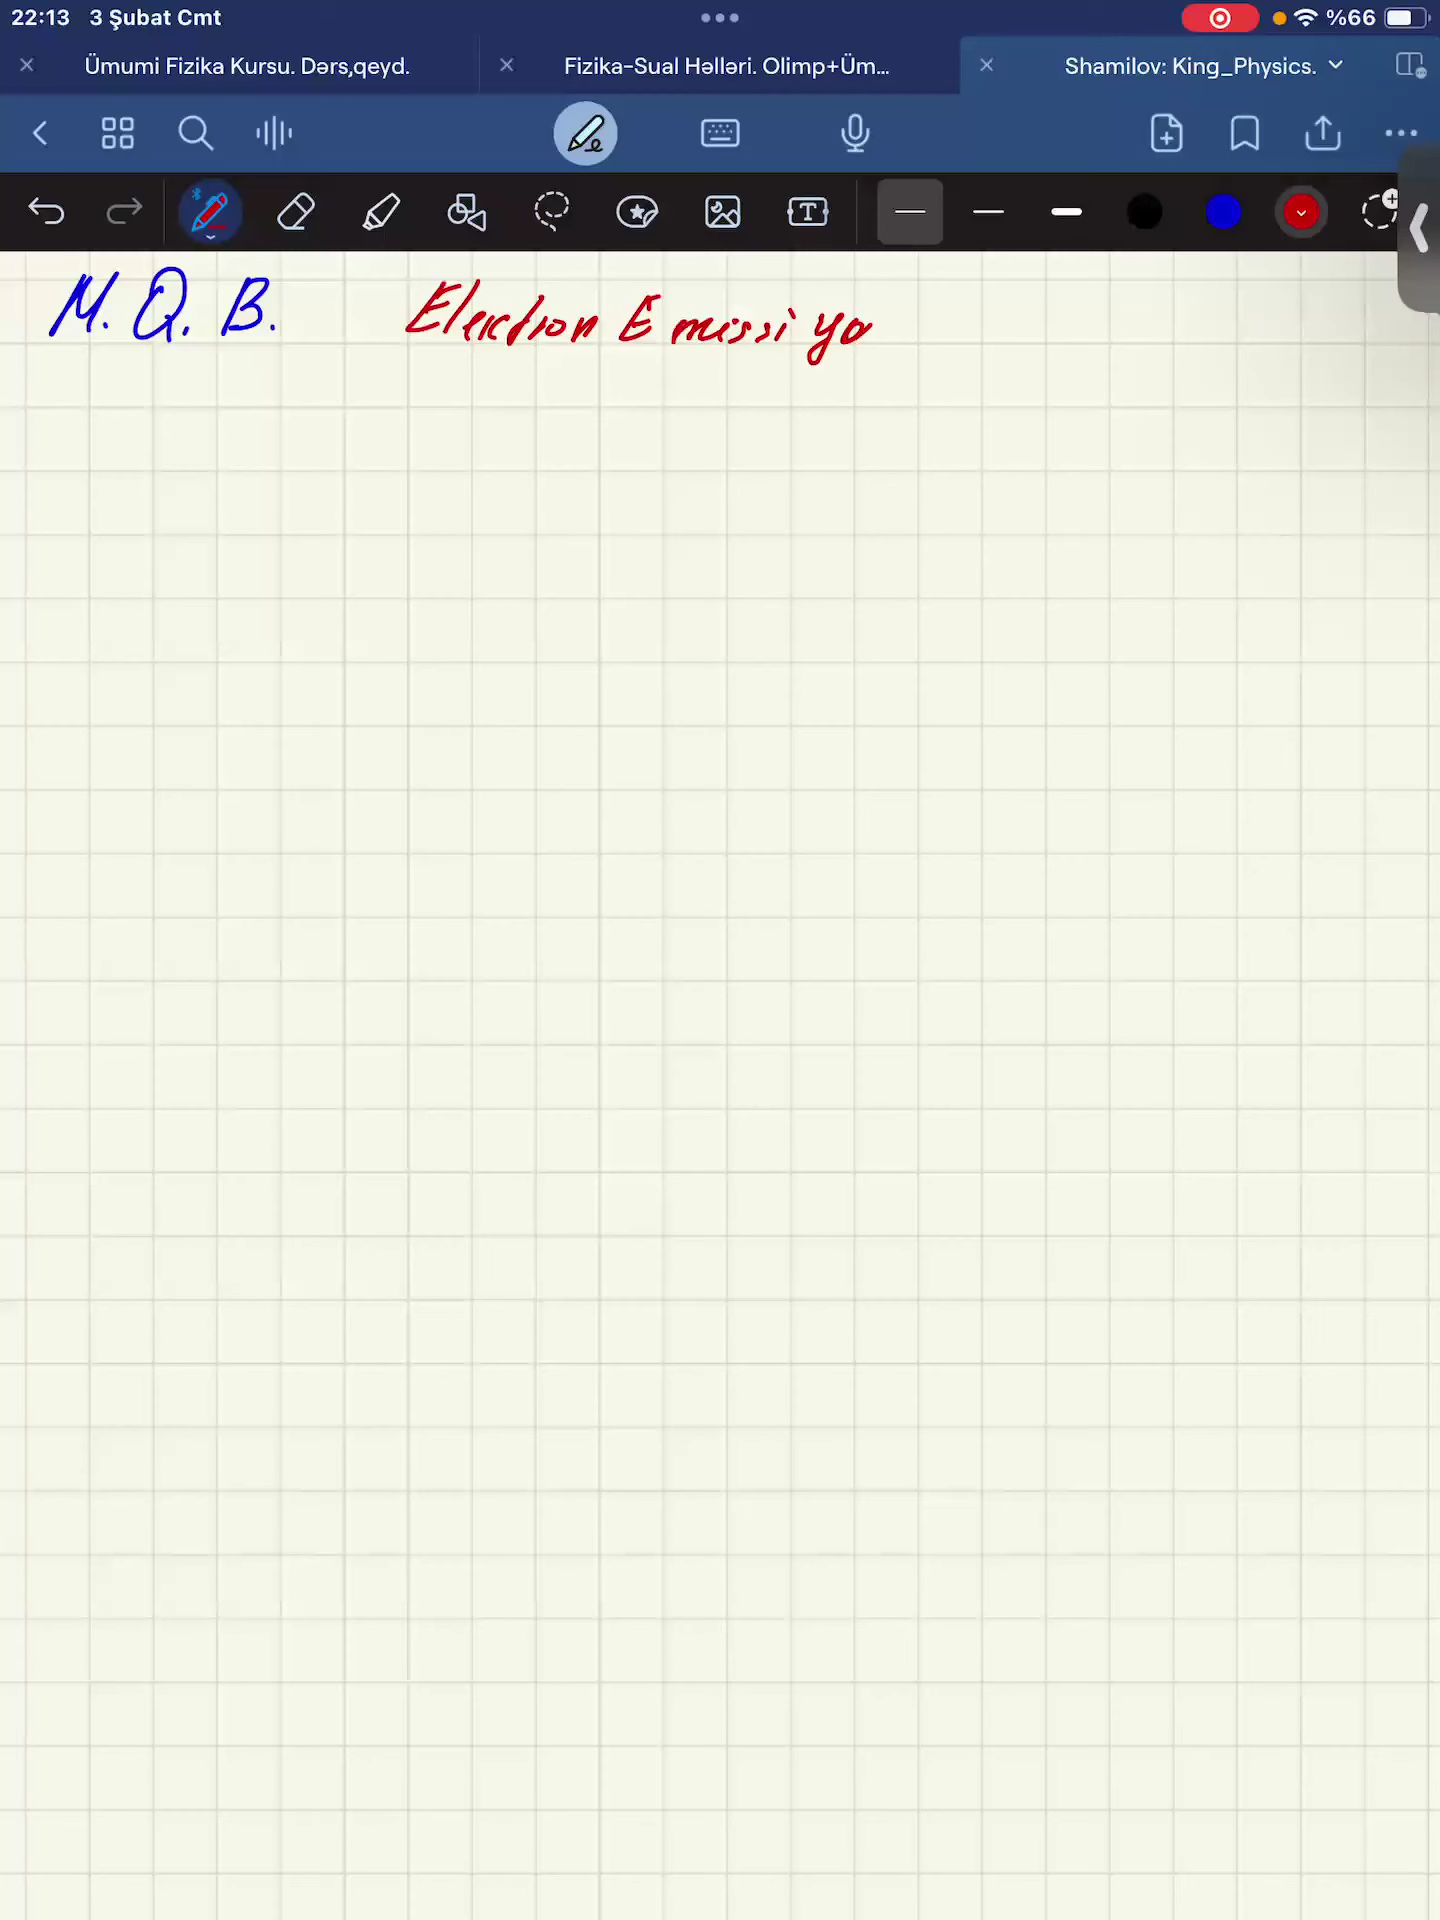 22:13 3 Şubat Cmt %66
Ümumi Fizika Kursu. Dərs,qeyd. Fizika-Sual Həlləri. Olimp+Üm... Shamilov: King_Physics.
M. Q. B. Elektron Emissiya